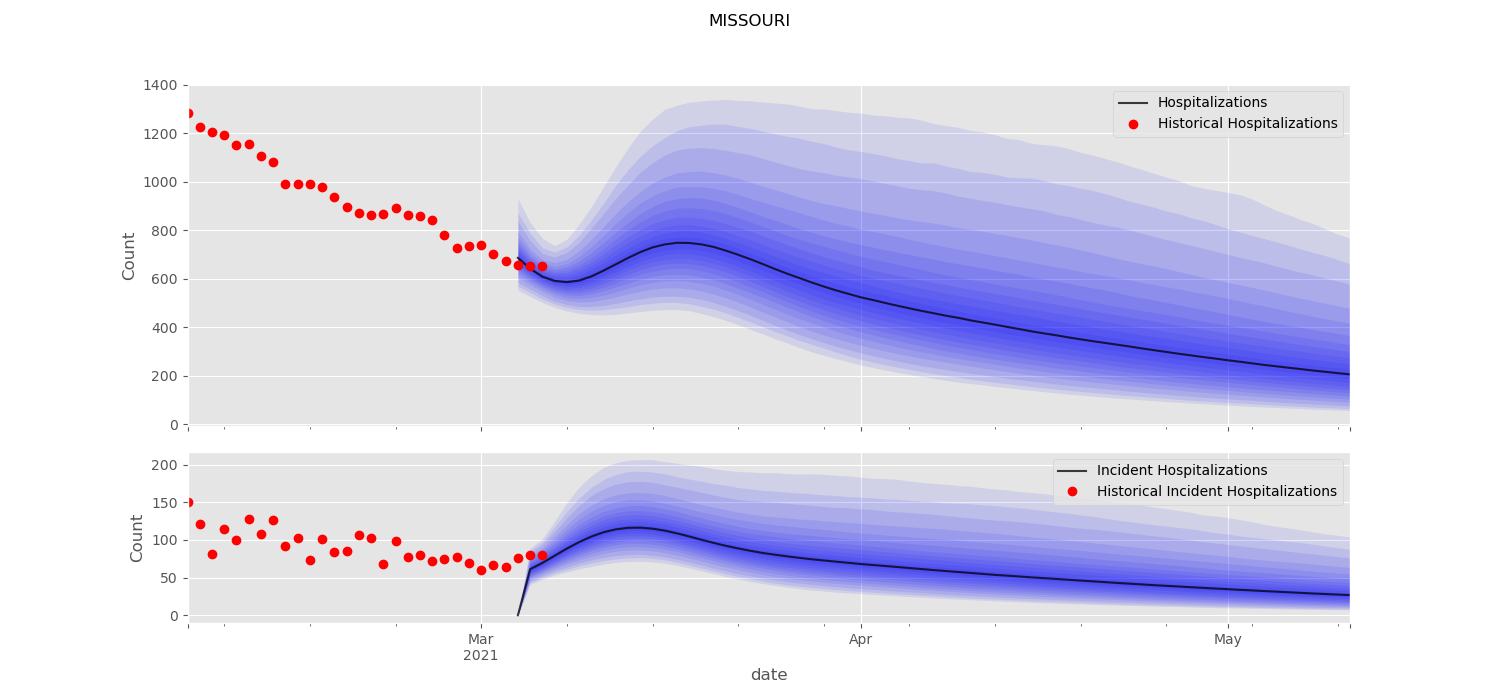 MISSOURI
1400
1200
1000
800
600
400
200
0
Count
Hospitalizations
Historical Hospitalizations
200
150
100
50
0
Count
Incident Hospitalizations
Historical Incident Hospitalizations
Mar
2021
Apr
May
date